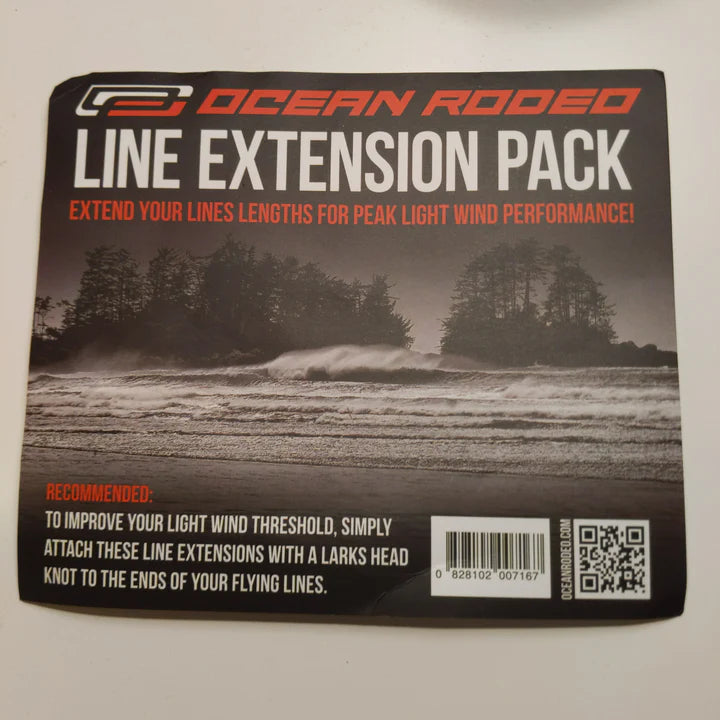 OCEAN RODEO
LINE EXTENSION PACK
EXTEND YOUR LINES LENGTHS FOR PEAK LIGHT WIND PERFORMANCE!
RECOMMENDED:
TO IMPROVE YOUR LIGHT WIND THRESHOLD, SIMPLY
ATTACH THESE LINE EXTENSIONS WITH A LARKS HEAD
KNOT TO THE ENDS OF YOUR FLYING LINES.
0 828102 007167
OCEANRODEO.COM